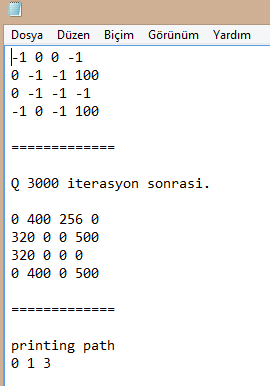 Dosya Düzen Biçim Görünüm Yardım
-1 0 0 -1
0 -1 -1 100
0 -1 -1 -1
-1 0 -1 100
=============
Q 3000 iterasyon sonrasi.
0 400 256 0
320 0 0 500
320 0 0 0
0 400 0 500
=============
printing path
0 1 3